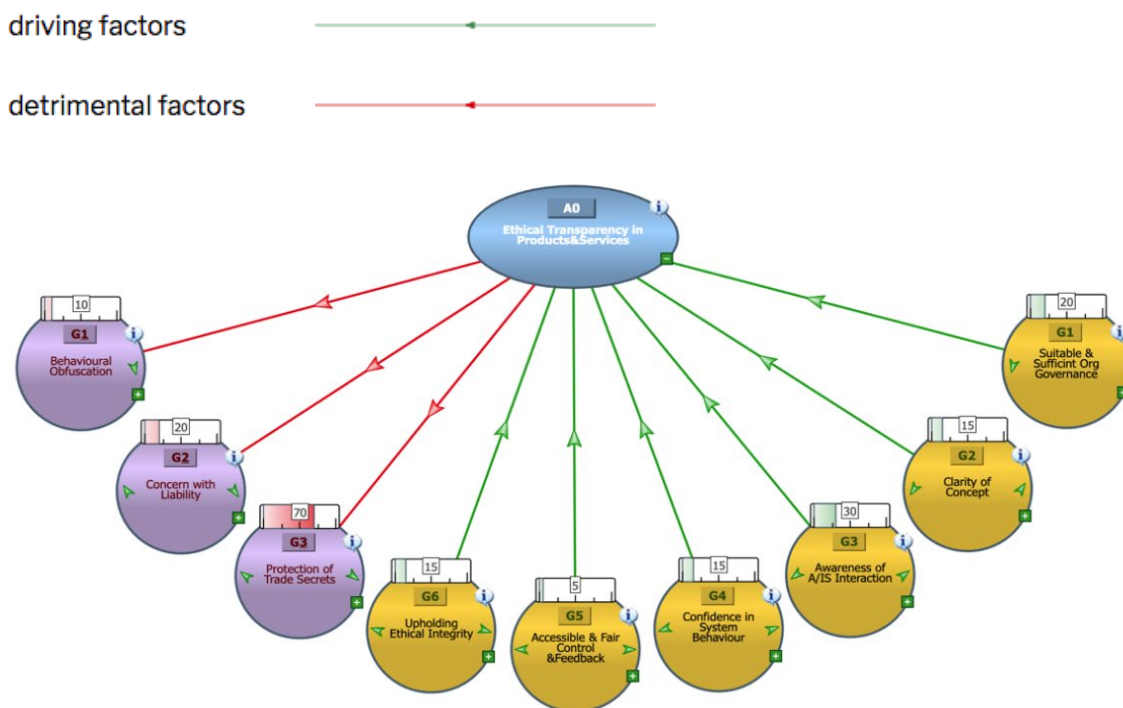 driving factors
detrimental factors
A0
Ethical Transparency in
Products&Services
10
G1
Behavioural
Obfuscation
20
G2
Concern with
Liability
70
G3
Protection of
Trade Secrets
15
G6
Upholding
Ethical Integrity
5
G5
Accessible & Fair
Control
&Feedback
15
G4
Confidence in
System
Behaviour
30
G3
Awareness of
A/IS Interaction
15
G2
Clarity of
Concept
20
G1
Suitable &
Sufficint Org
Governance